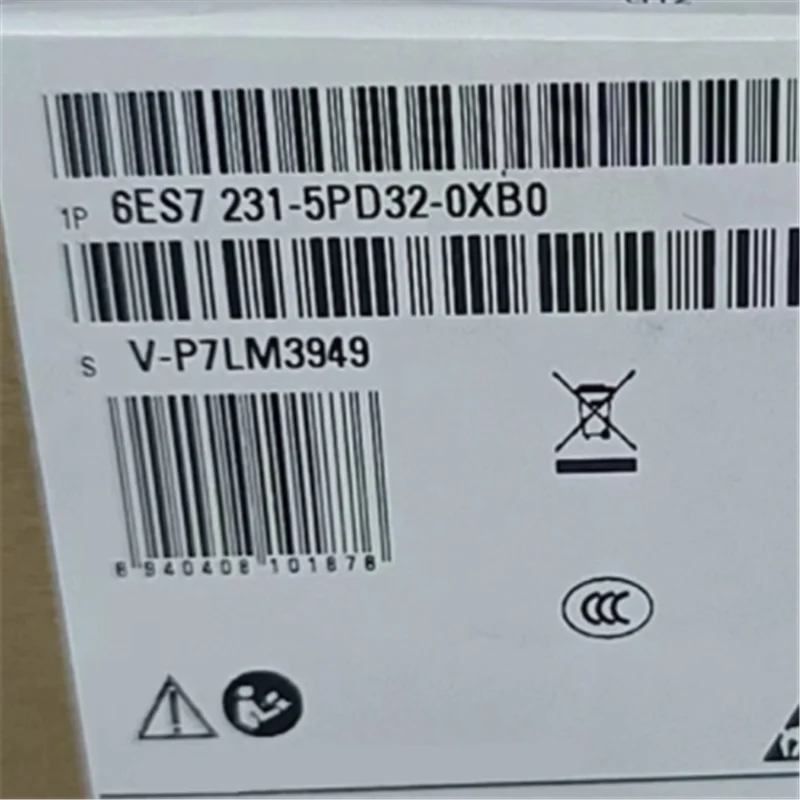 1P 6ES7 231-5PD32-0XB0
S V-P7LM3949
6 940408 101878
CCC